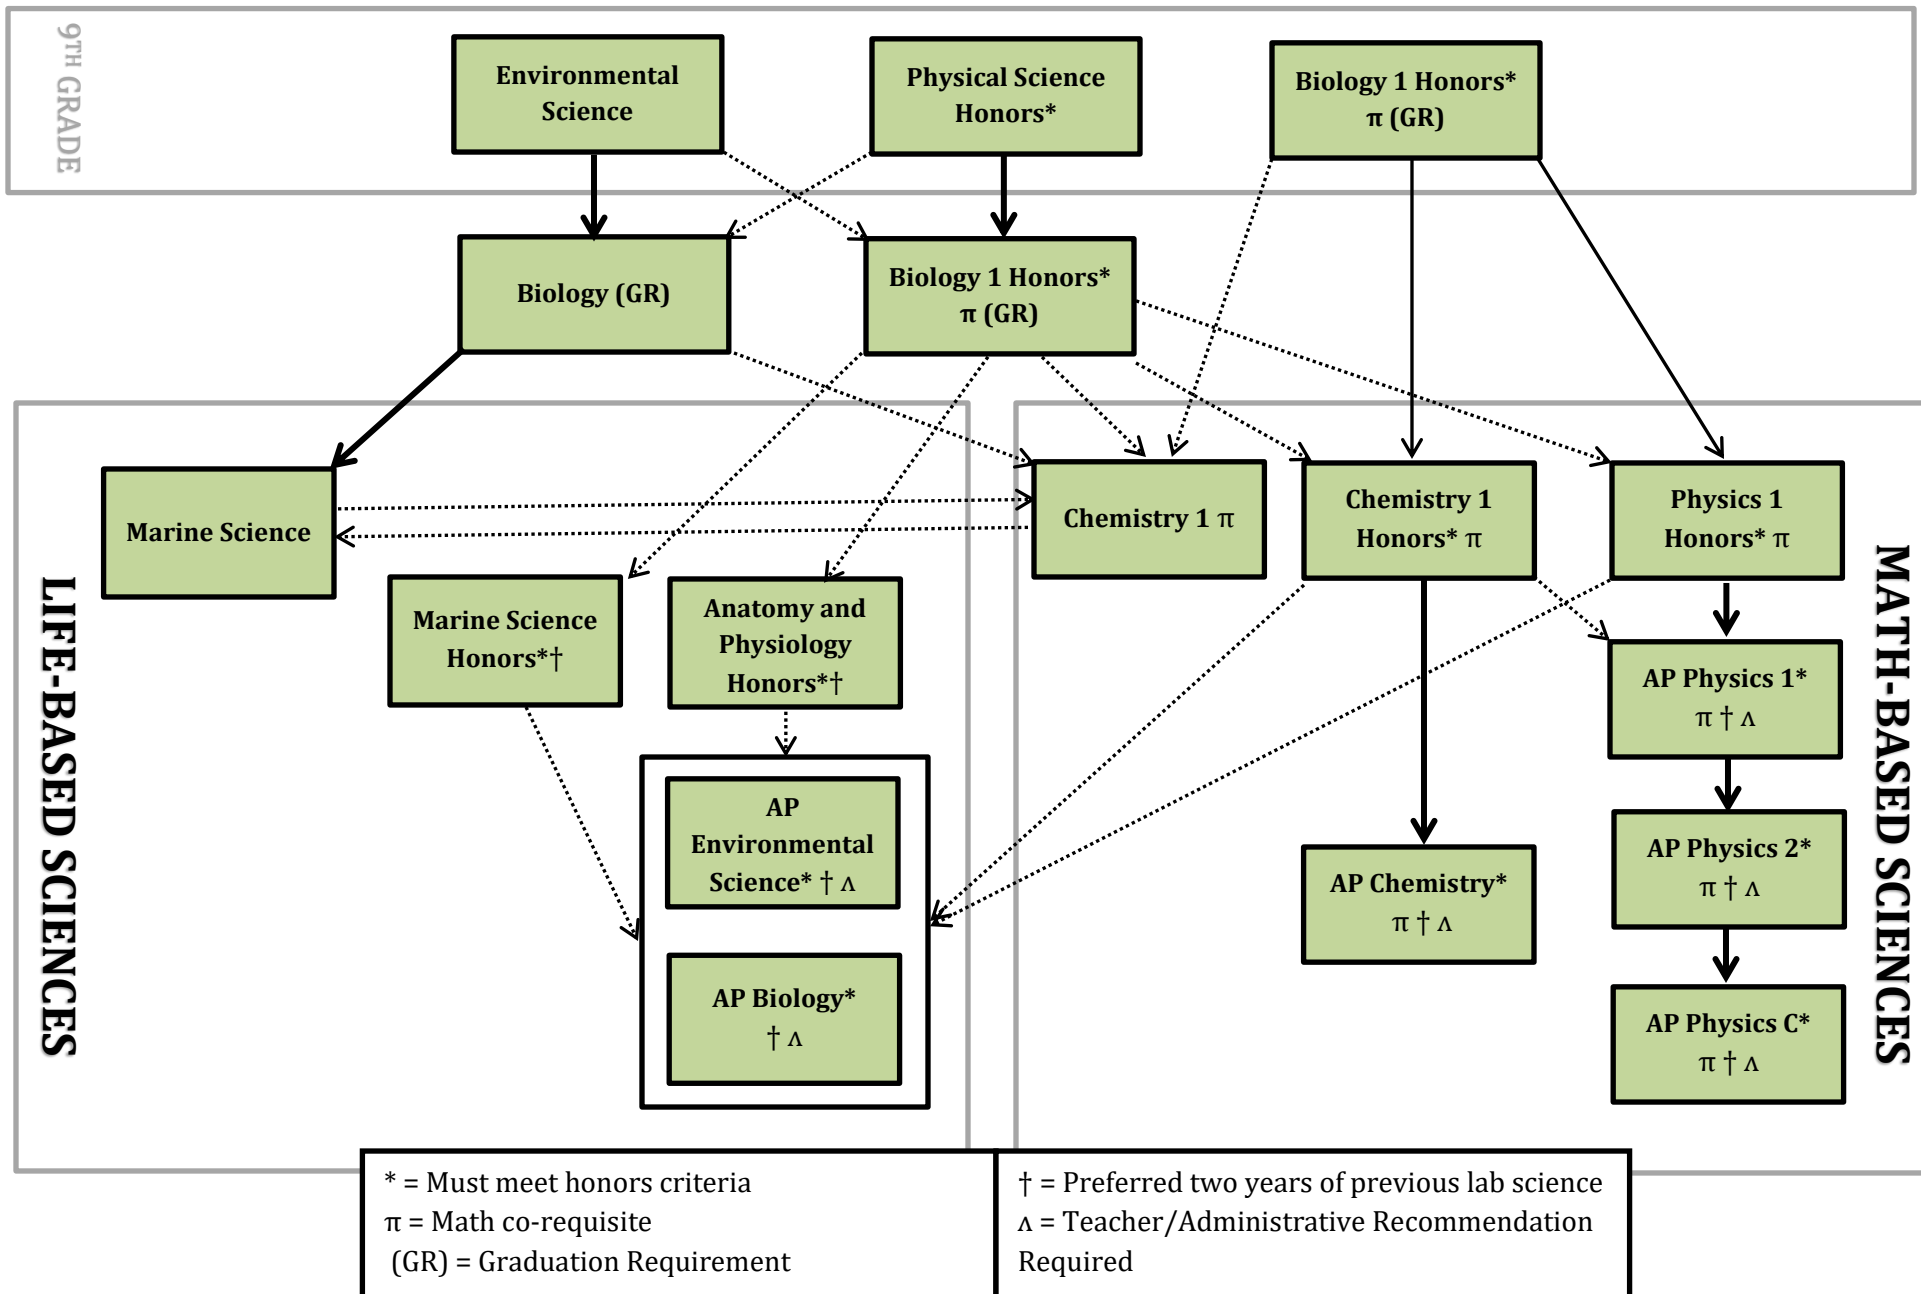 9TH GRADE
Environmental
Science
Physical Science
Honors*
Biology 1 Honors*
π (GR)
Biology (GR)
Biology 1 Honors*
π (GR)
LIFE-BASED SCIENCES
Marine Science
Marine Science
Honors*†
Anatomy and
Physiology
Honors*†
AP
Environmental
Science* † ʌ
AP Biology*
† ʌ
MATH-BASED SCIENCES
Chemistry 1 π
Chemistry 1
Honors* π
Physics 1
Honors* π
AP Physics 1*
π † ʌ
AP Chemistry*
π † ʌ
AP Physics 2*
π † ʌ
AP Physics C*
π † ʌ
* = Must meet honors criteria
π = Math co-requisite
(GR) = Graduation Requirement
† = Preferred two years of previous lab science
ʌ = Teacher/Administrative Recommendation
Required